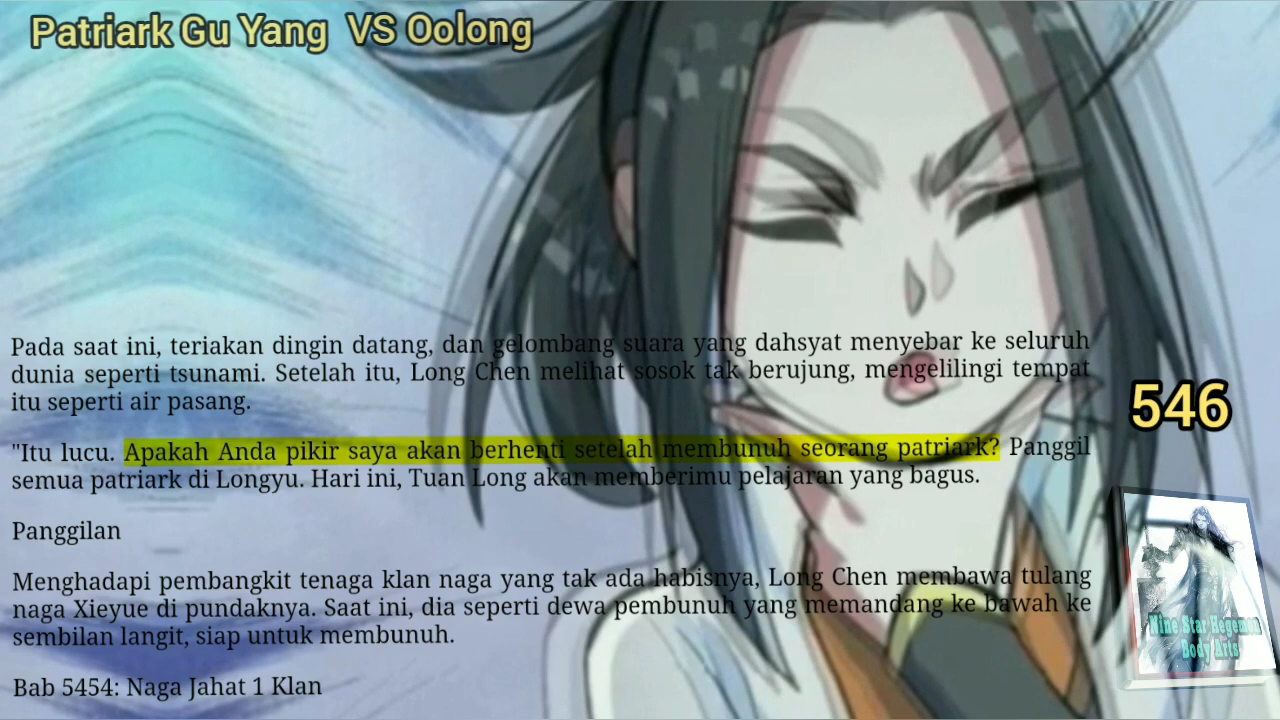 Patriark Gu Yang VS Oolong
Pada saat ini, teriakan dingin datang, dan gelombang suara yang dahsyat menyebar ke seluruh
dunia seperti tsunami. Setelah itu, Long Chen melihat sosok tak berujung, mengelilingi tempat
itu seperti air pasang.
546
"Itu lucu. Apakah Anda pikir saya akan berhenti setelah membunuh seorang patriark? Panggil
semua patriark di Longyu. Hari ini, Tuan Long akan memberimu pelajaran yang bagus.
Panggilan
Menghadapi pembangkit tenaga klan naga yang tak ada habisnya, Long Chen membawa tulang
naga Xieyue di pundaknya. Saat ini, dia seperti dewa pembunuh yang memandang ke bawah ke
sembilan langit, siap untuk membunuh.
Nine Star Hegemon
Body Arts
Bab 5454: Naga Jahat 1 Klan